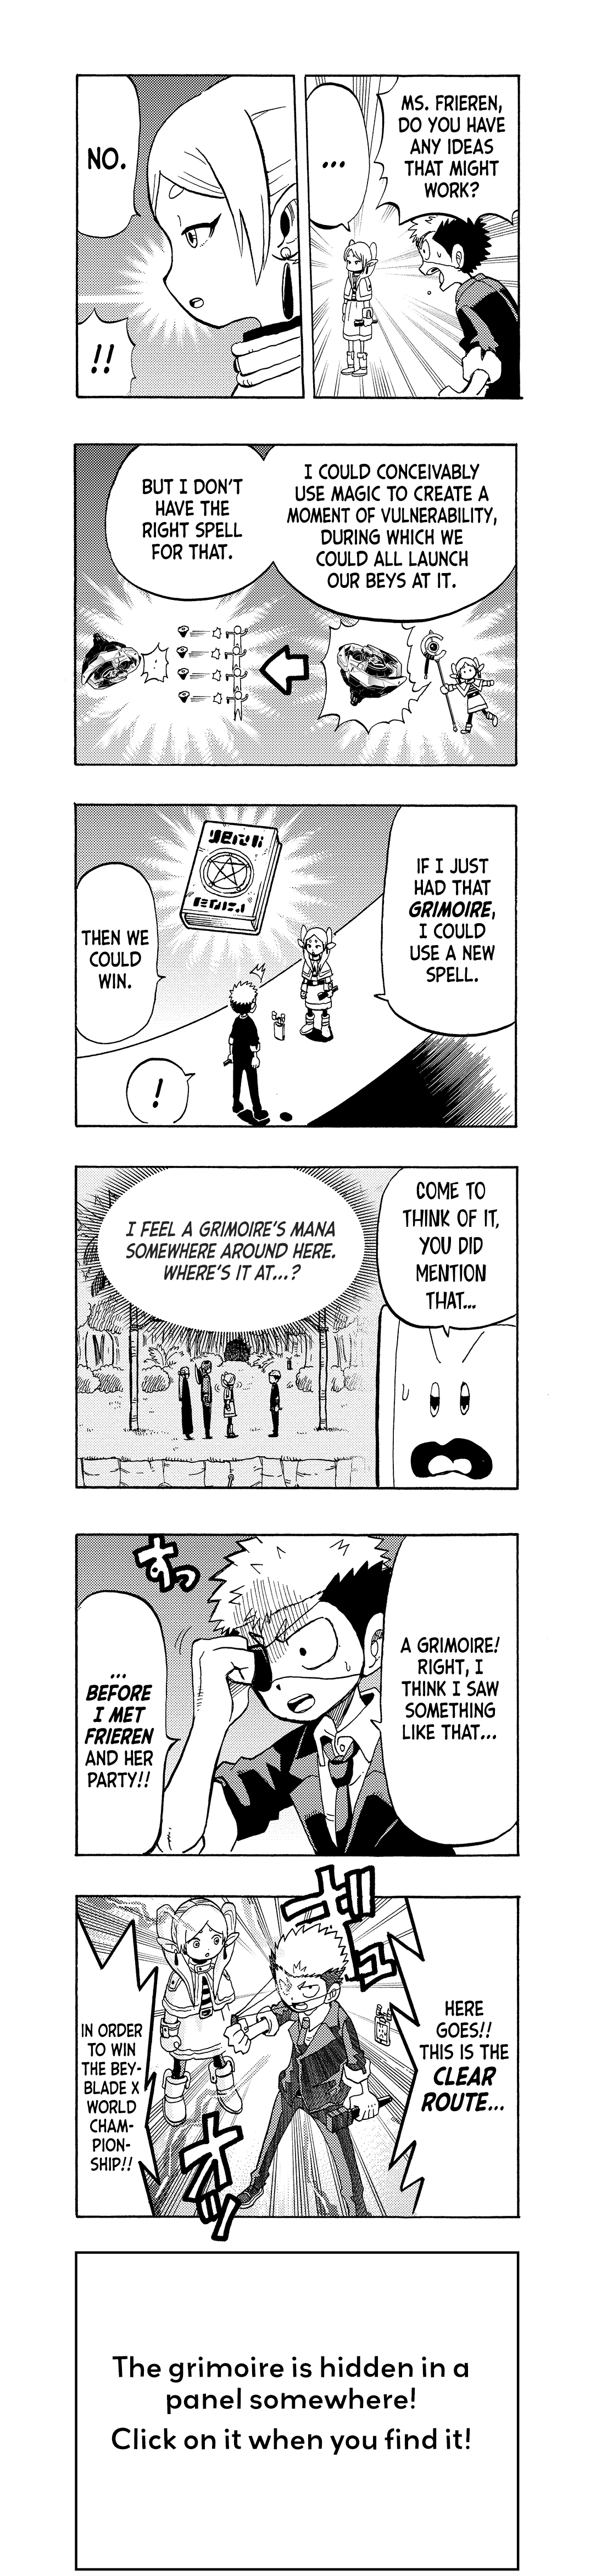 MS. FRIEREN,
DO YOU HAVE
ANY IDEAS
THAT MIGHT
WORK?
...
NO.
!!
I COULD CONCEIVABLY
USE MAGIC TO CREATE A
MOMENT OF VULNERABILITY,
DURING WHICH WE
COULD ALL LAUNCH
OUR BEYS AT IT.
BUT I DON'T
HAVE THE
RIGHT SPELL
FOR THAT.
IF I JUST
HAD THAT
GRIMOIRE,
I COULD
USE A NEW
SPELL.
THEN WE
COULD
WIN.
!
COME TO
THINK OF IT,
YOU DID
MENTION
THAT...
I FEEL A GRIMOIRE'S MANA
SOMEWHERE AROUND HERE.
WHERE'S IT AT...?
すっ
A GRIMOIRE!
RIGHT, I
THINK I SAW
SOMETHING
LIKE THAT...
...
BEFORE
I MET
FRIEREN
AND HER
PARTY!!
ギュ
HERE
GOES!!
THIS IS THE
CLEAR
ROUTE...
IN ORDER
TO WIN
THE BEY-
BLADE X
WORLD
CHAM-
PION-
SHIP!!
オッ
The grimoire is hidden in a
panel somewhere!
Click on it when you find it!